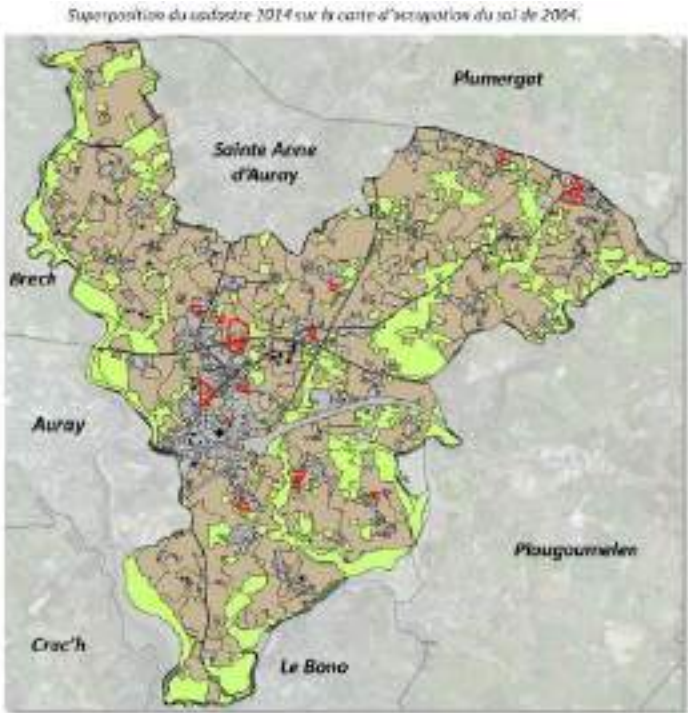 Superposition du cadastre 2014 sur la carte d'occupation du sol de 2004.
Plumergat
Sainte Anne
d'Auray
Brech
Auray
Plougoumelen
Crac'h
Le Bono